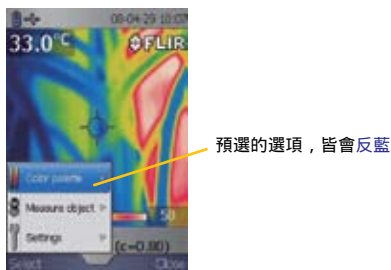 08-04-29 10:07
33.0°C
FLIR
預選的選項，皆會反藍
Color palette
Measure object
50
Settings
(c=0.80)
Select
Close